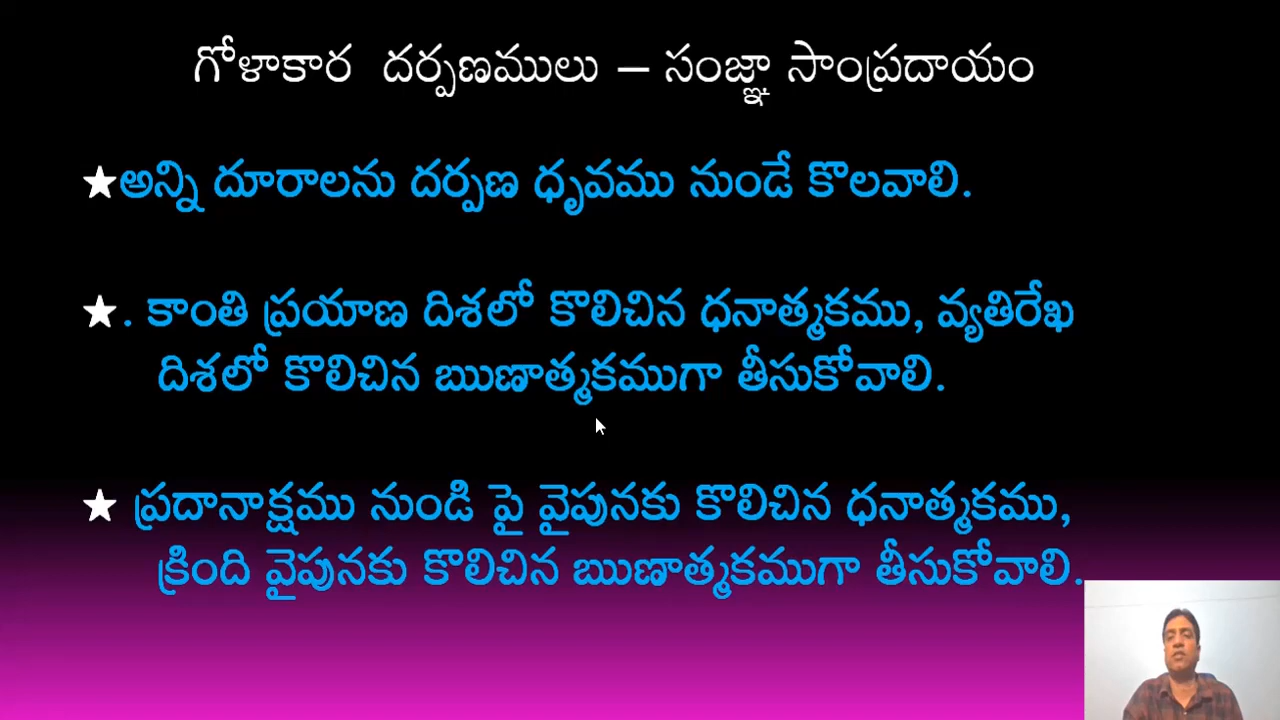 గోళాకార దర్పణములు – సంజ్ఞా సాంప్రదాయం
★అన్ని దూరాలను దర్పణ ధృవము నుండే కొలవాలి.
★. కాంతి ప్రయాణ దిశలో కొలిచిన ధనాత్మకము, వ్యతిరేఖ
దిశలో కొలిచిన ఋణాత్మకముగా తీసుకోవాలి.
★ ప్రదానాక్షము నుండి పై వైపునకు కొలిచిన ధనాత్మకము,
క్రింది వైపునకు కొలిచిన ఋణాత్మకముగా తీసుకోవాలి.